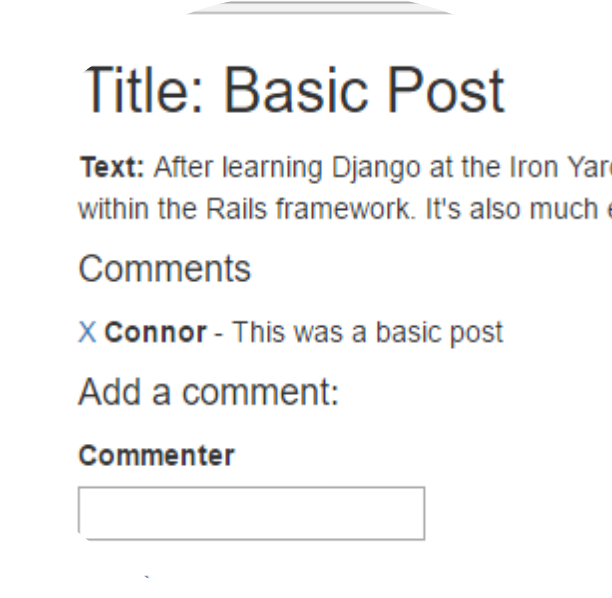 Title: Basic Post
Text: After learning Django at the Iron
within the Rails framework. It's also much
Comments
X Connor - This was a basic post
Add a comment:
Commenter